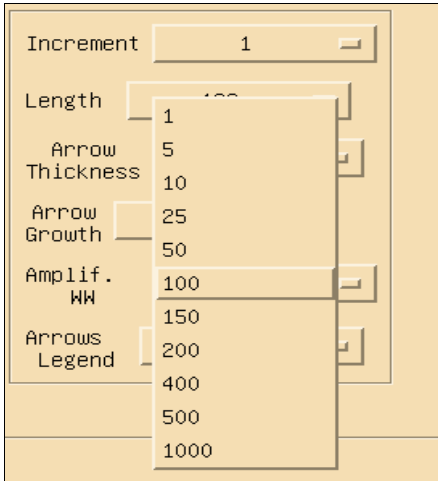 Increment 1
Length
1
Arrow
5
Thickness
10
Arrow
25
Growth
50
Amplif.
100
WW
150
Arrows
200
Legend
400
500
1000